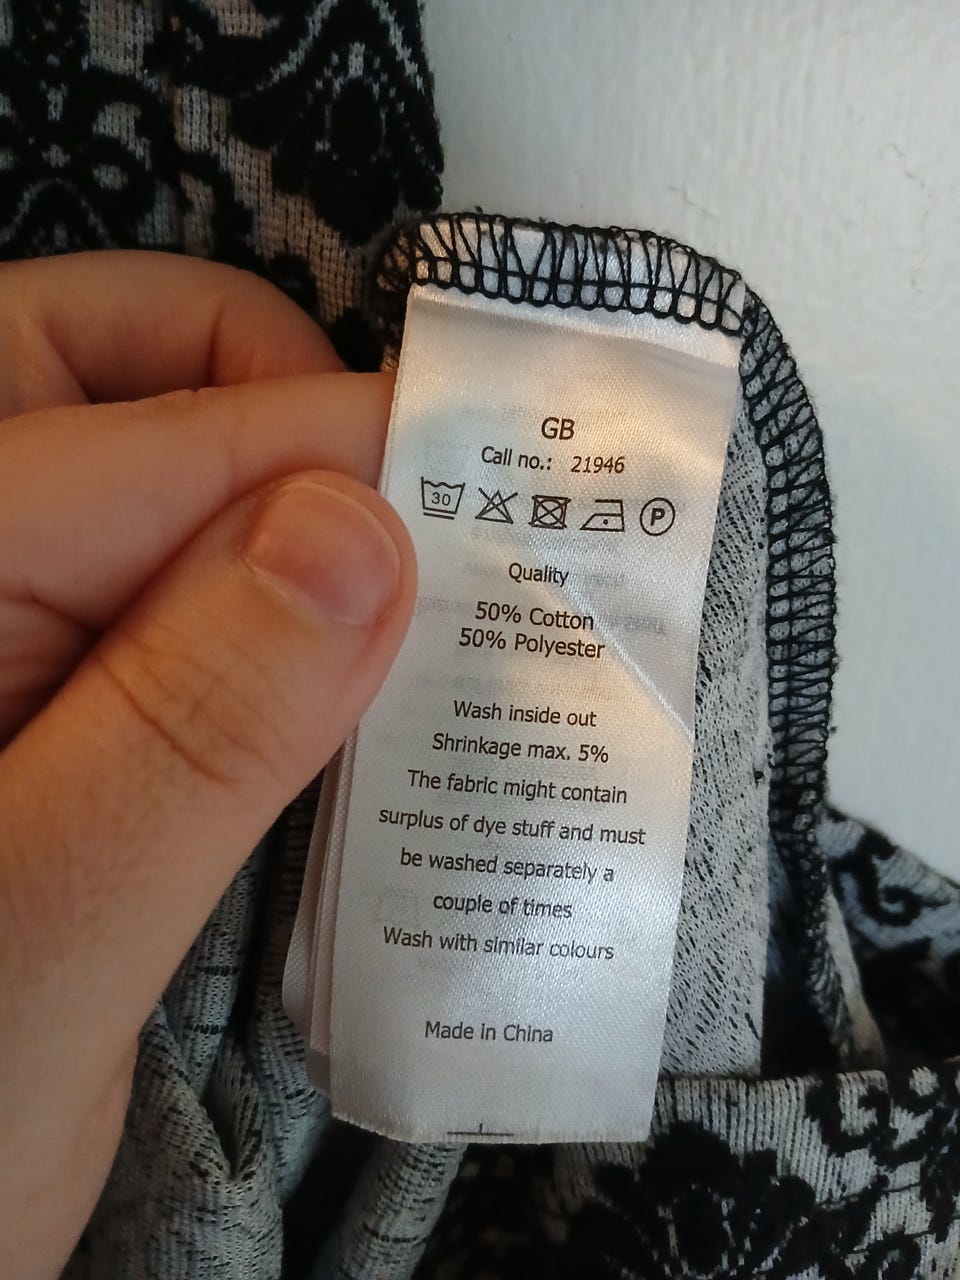 GB
Call no.: 21946
30 P
Quality
50% Cotton
50% Polyester
Wash inside out
Shrinkage max. 5%
The fabric might contain
surplus of dye stuff and must
be washed separately a
couple of times
Wash with similar colours
Made in China